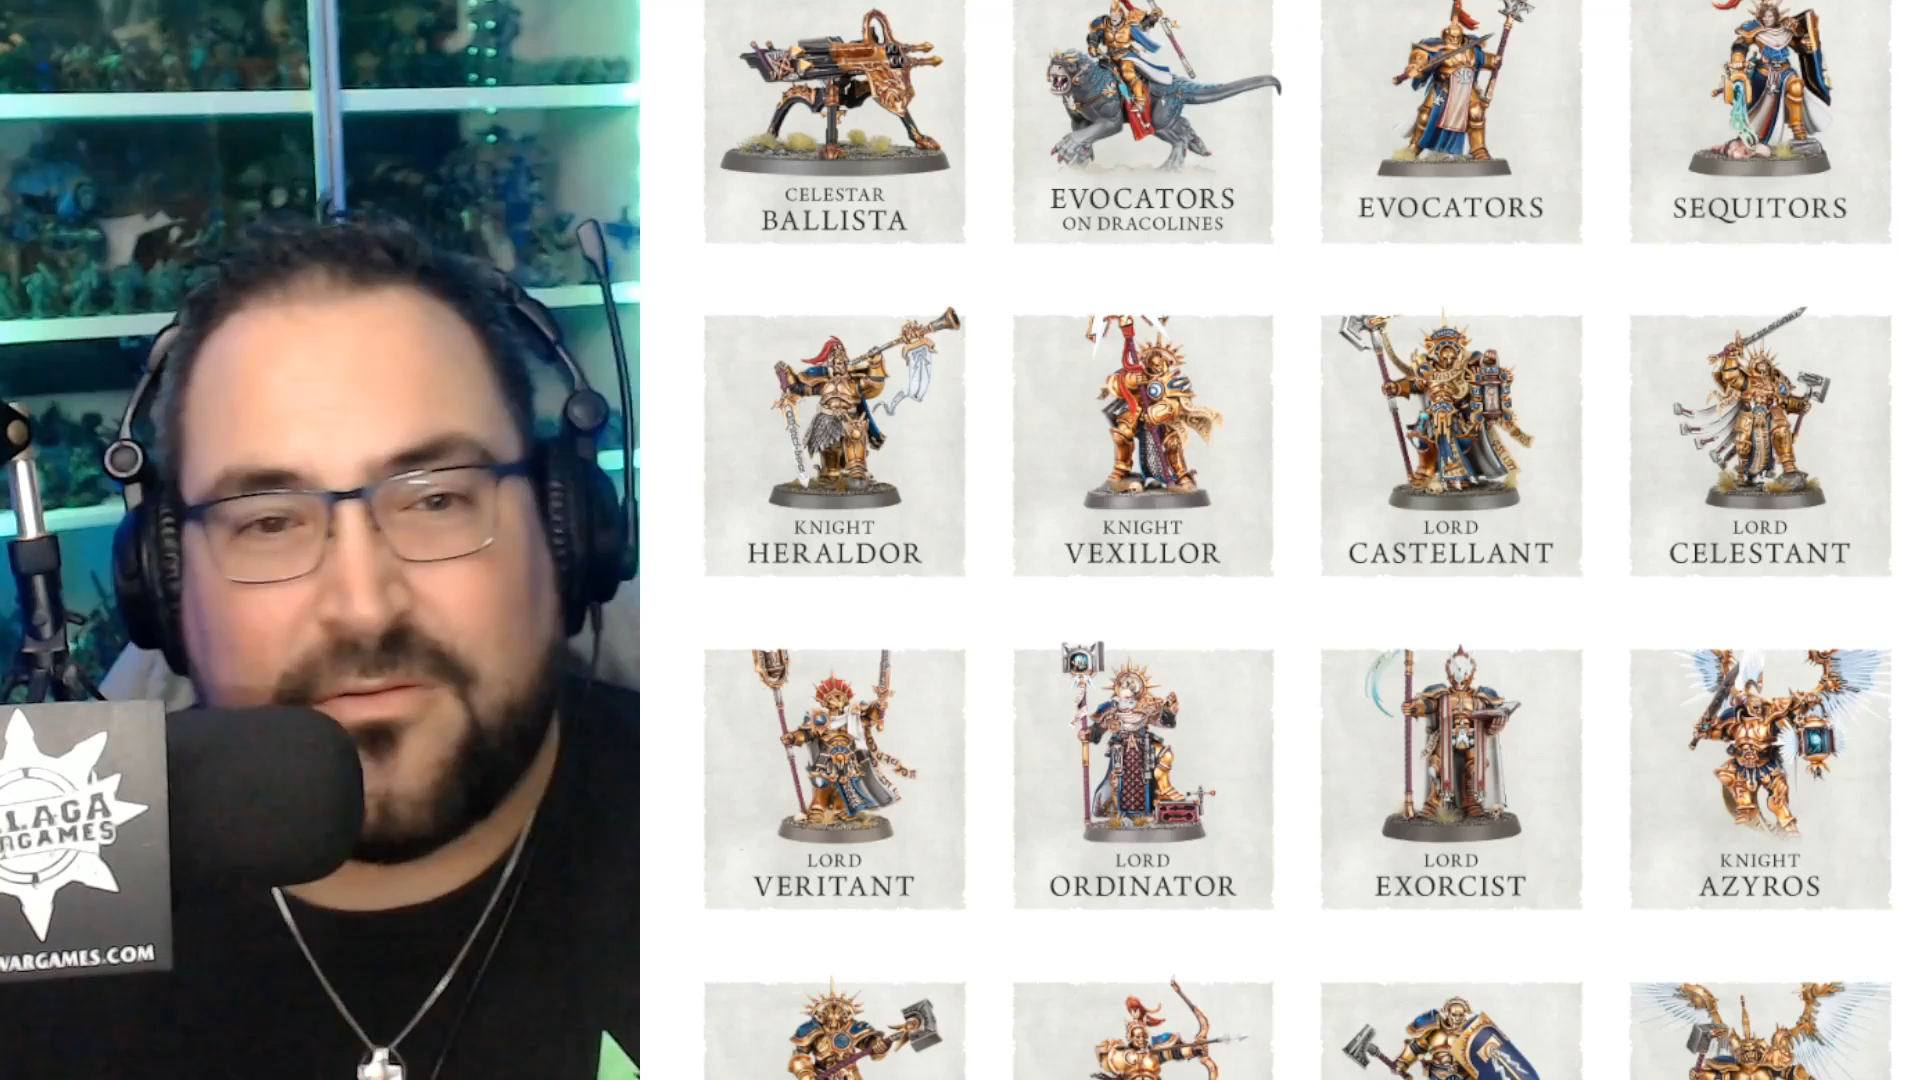 CELESTAR
BALLISTA
EVOCATORS
ON DRACOLINES
EVOCATORS
SEQUITORS
KNIGHT
HERALDOR
KNIGHT
VEXILLOR
LORD
CASTELLANT
LORD
CELESTANT
LORD
VERITANT
LORD
ORDINATOR
LORD
EXORCIST
KNIGHT
AZYROS
WARGAMES.COM